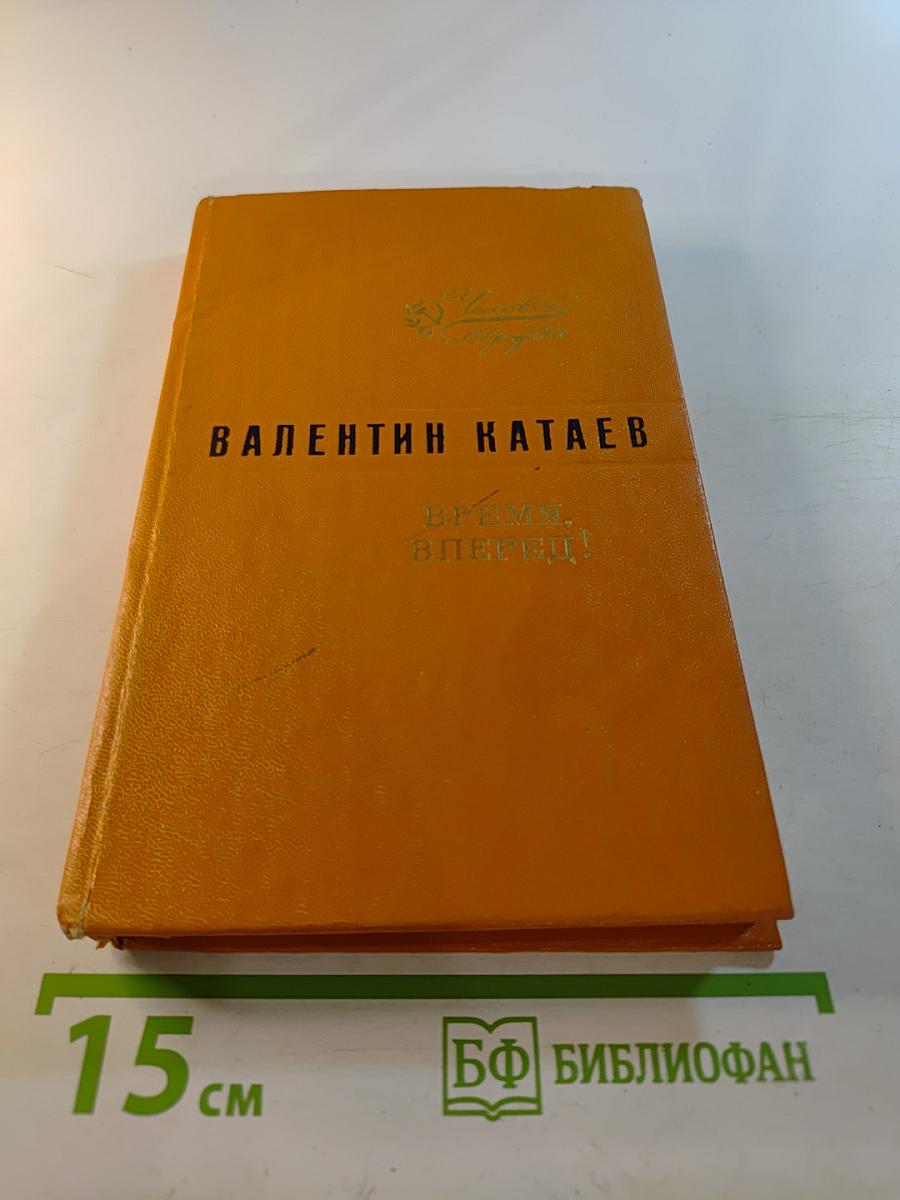 Человек
труда
ВАЛЕНТИН КАТАЕВ
ВРЕМЯ,
ВПЕРЕД!
15 см
БФ БИБЛИОФАН